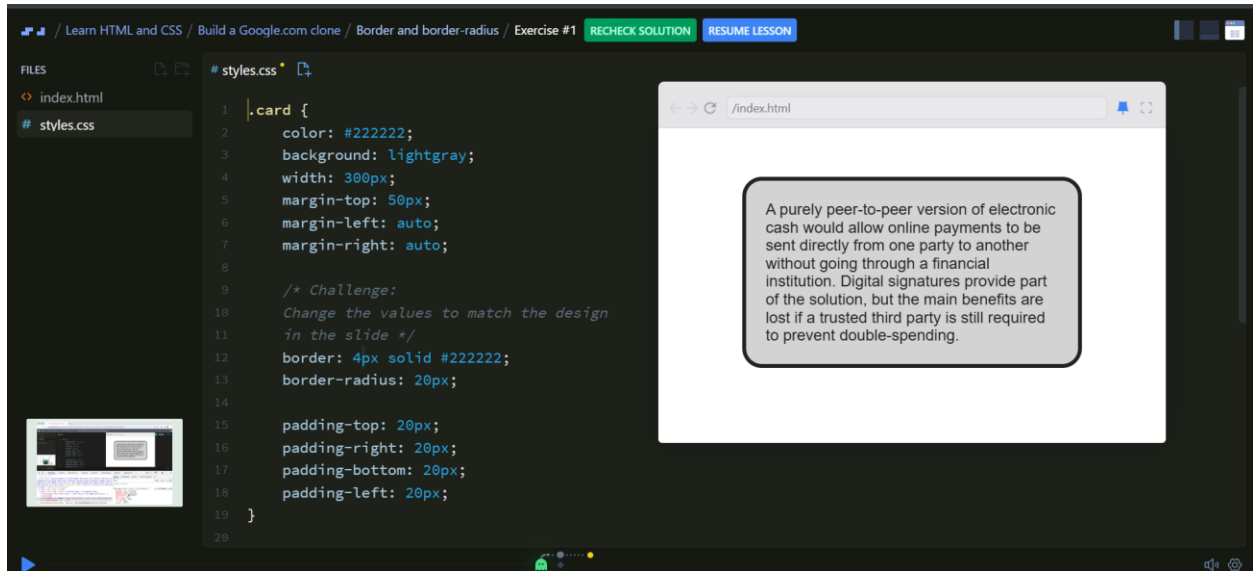 / Learn HTML and CSS / Build a Google.com clone / Border and border-radius / Exercise #1 RECHECK SOLUTION RESUME LESSON
FILES
<> index.html
# styles.css
# styles.css
/index.html
1 .card {
2 color: #222222;
3 background: lightgray;
4 width: 300px;
5 margin-top: 50px;
6 margin-left: auto;
7 margin-right: auto;
8
9 /* Challenge:
10 Change the values to match the design
11 in the slide */
12 border: 4px solid #222222;
13 border-radius: 20px;
14
15 padding-top: 20px;
16 padding-right: 20px;
17 padding-bottom: 20px;
18 padding-left: 20px;
19 }
20
A purely peer-to-peer version of electronic
cash would allow online payments to be
sent directly from one party to another
without going through a financial
institution. Digital signatures provide part
of the solution, but the main benefits are
lost if a trusted third party is still required
to prevent double-spending.